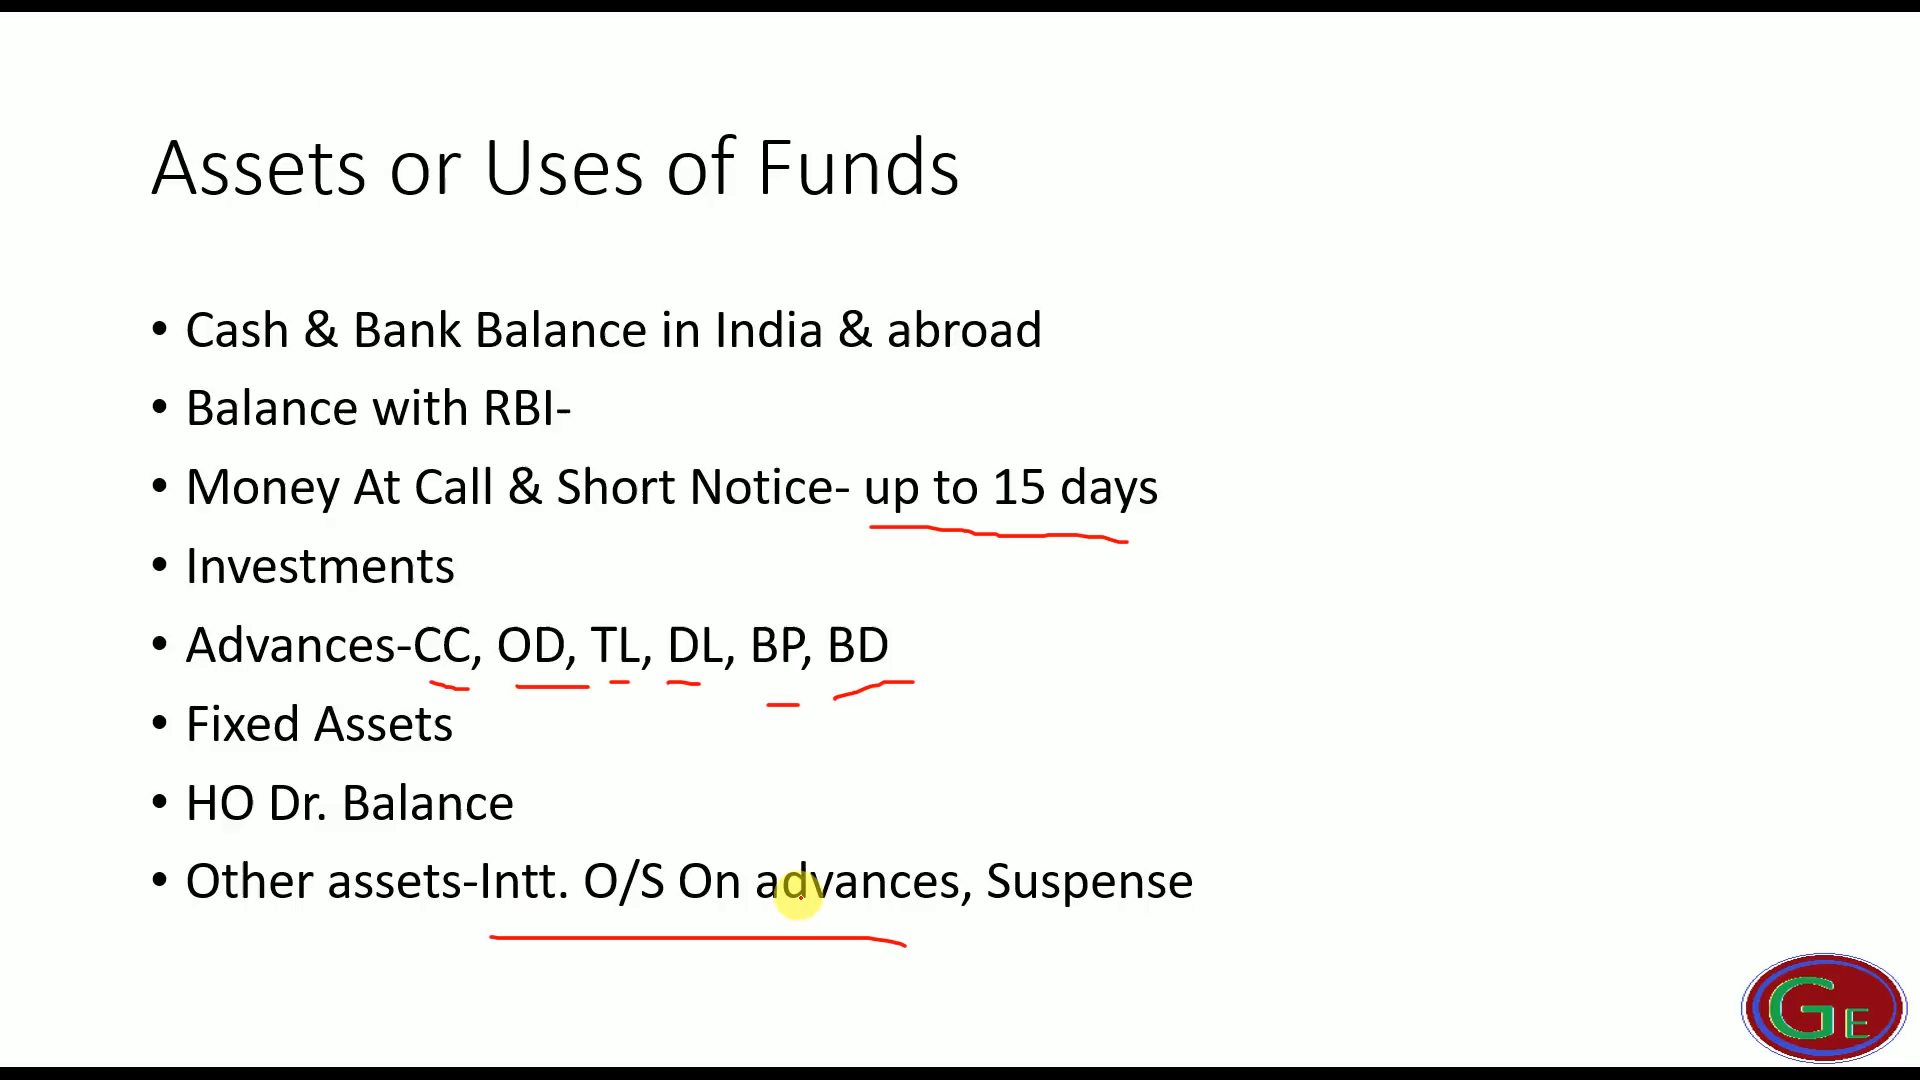 Assets or Uses of Funds
• Cash & Bank Balance in India & abroad
• Balance with RBI-
• Money At Call & Short Notice- up to 15 days
• Investments
• Advances-CC, OD, TL, DL, BP, BD
• Fixed Assets
• HO Dr. Balance
• Other assets-Intt. O/S On advances, Suspense
GE